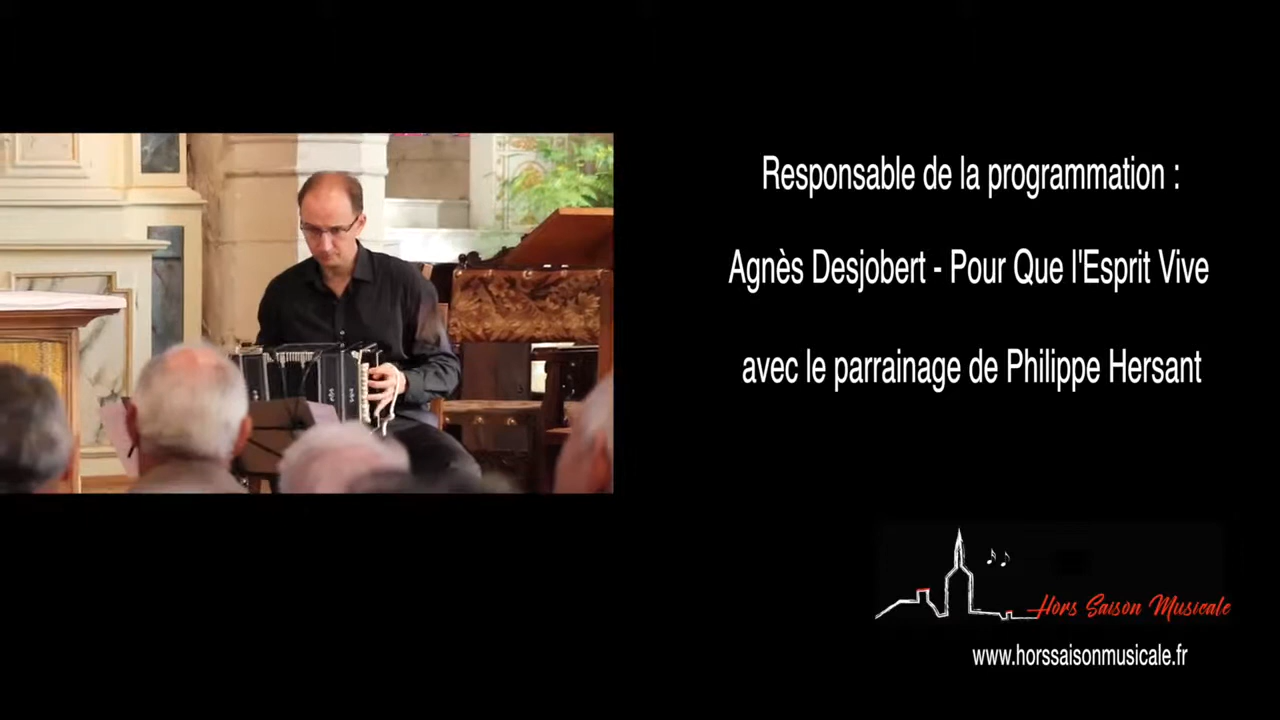 Responsable de la programmation :
Agnès Desjobert - Pour Que l'Esprit Vive
avec le parrainage de Philippe Hersant
Hors Saison Musicale
www.horssaisonmusicale.fr